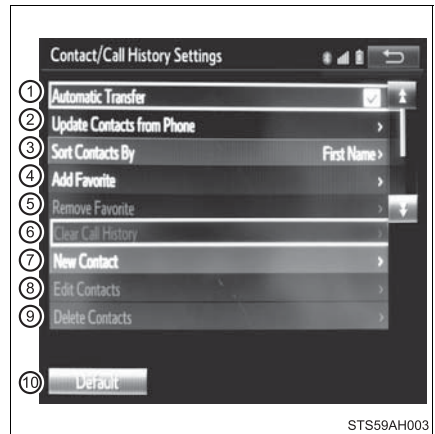 Contact/Call History Settings
1 Automatic Transfer
2 Update Contacts from Phone
3 Sort Contacts By First Name
4 Add Favorite
5 Remove Favorite
6 Clear Call History
7 New Contact
8 Edit Contacts
9 Delete Contacts
10 Default
STS59AH003